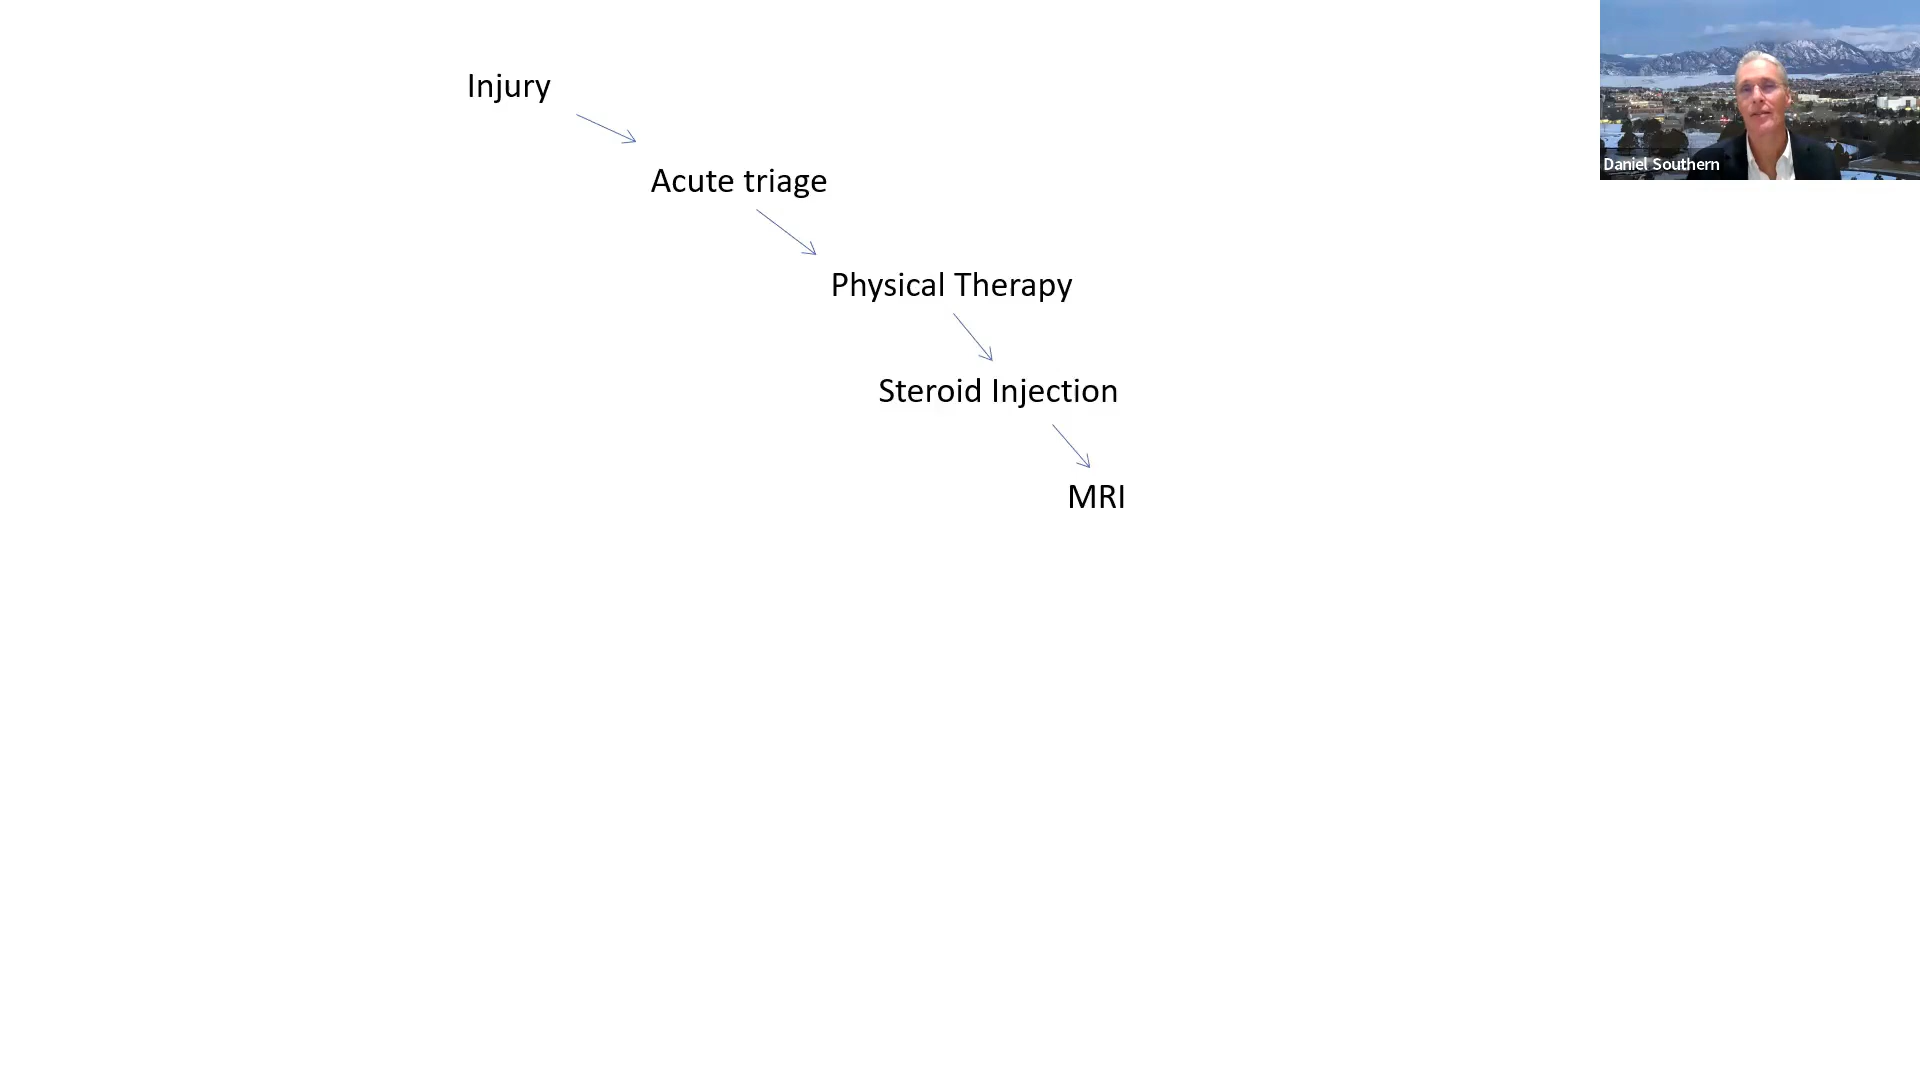 Injury
Acute triage
Physical Therapy
Steroid Injection
MRI
Daniel Southern